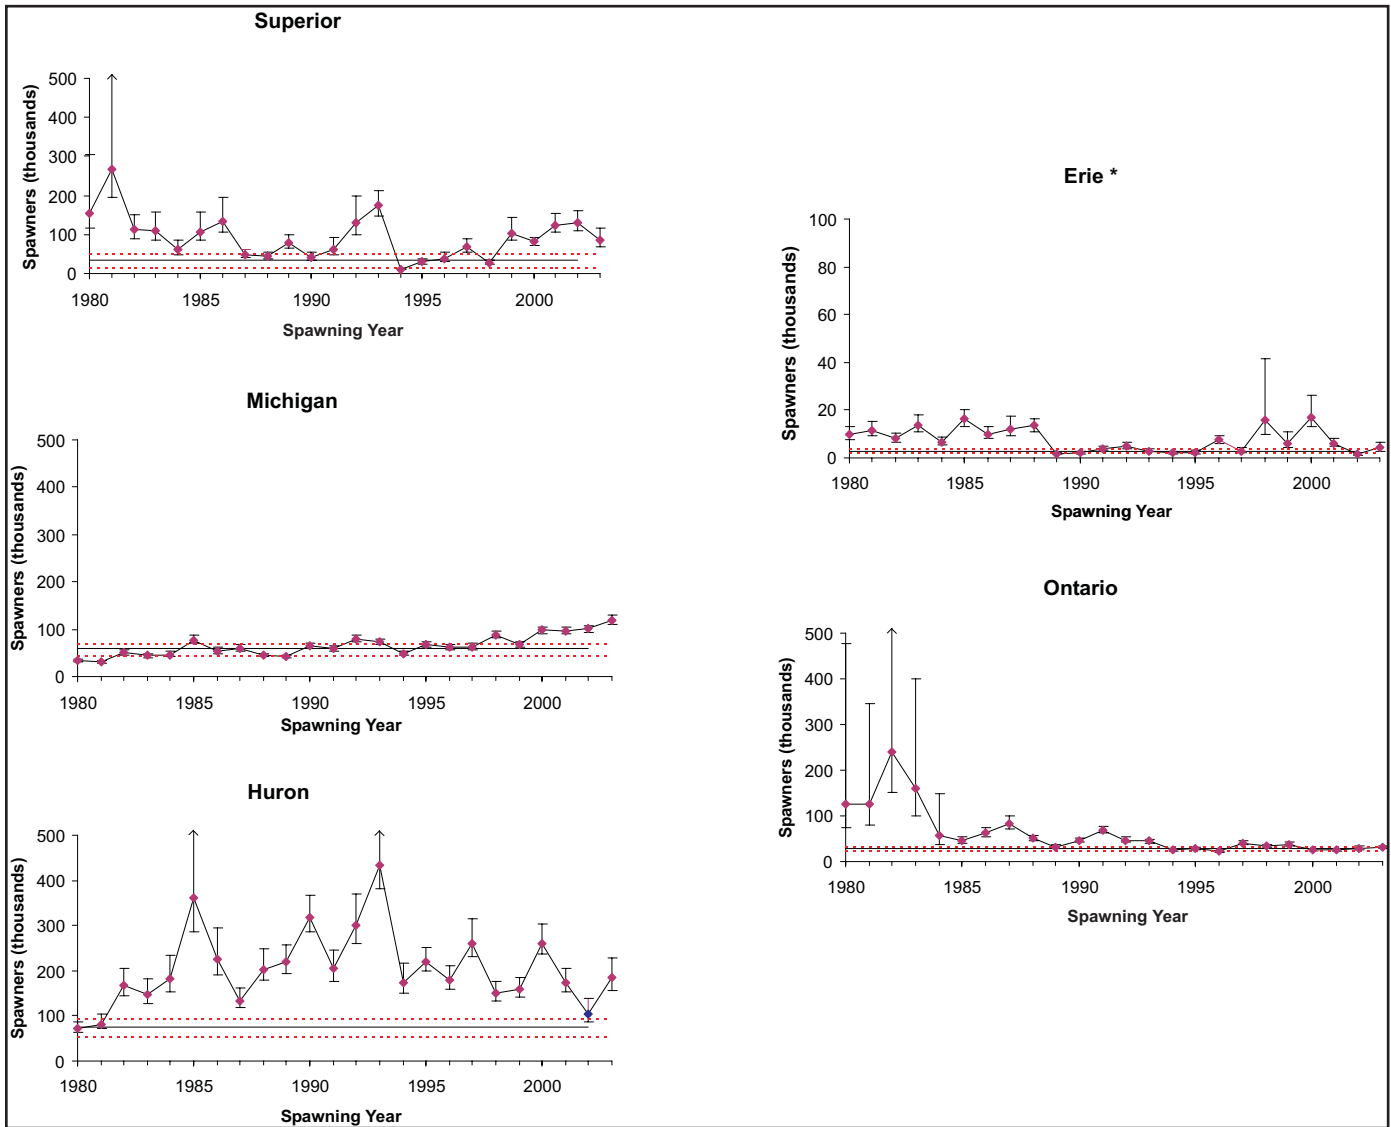 Superior
Spawners (thousands)
500
400
300
200
100
0
1980 1985 1990 1995 2000
Spawning Year
Michigan
Spawners (thousands)
500
400
300
200
100
0
1980 1985 1990 1995 2000
Spawning Year
Huron
Spawners (thousands)
500
400
300
200
100
0
1980 1985 1990 1995 2000
Spawning Year
Erie *
Spawners (thousands)
100
80
60
40
20
0
1980 1985 1990 1995 2000
Spawning Year
Ontario
Spawners (thousands)
500
400
300
200
100
0
1980 1985 1990 1995 2000
Spawning Year